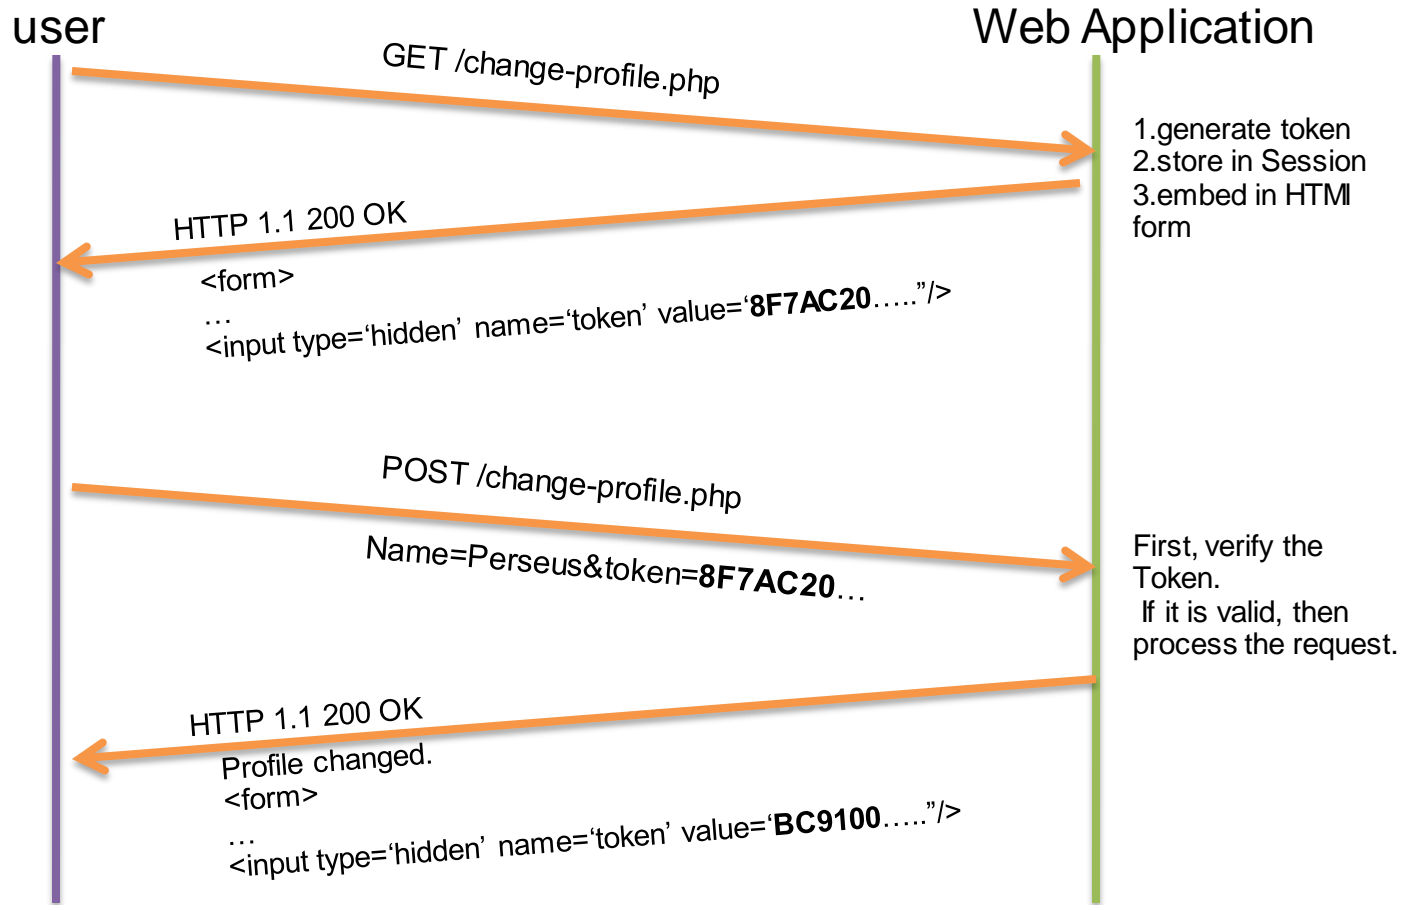 user
Web Application
GET /change-profile.php
1.generate token
2.store in Session
3.embed in HTMl
form
HTTP 1.1 200 OK
<form>
…
<input type=‘hidden’ name=‘token’ value=‘8F7AC20…..”/>
POST /change-profile.php
Name=Perseus&token=8F7AC20…
First, verify the
Token.
If it is valid, then
process the request.
HTTP 1.1 200 OK
Profile changed.
<form>
…
<input type=‘hidden’ name=‘token’ value=‘BC9100…..”/>